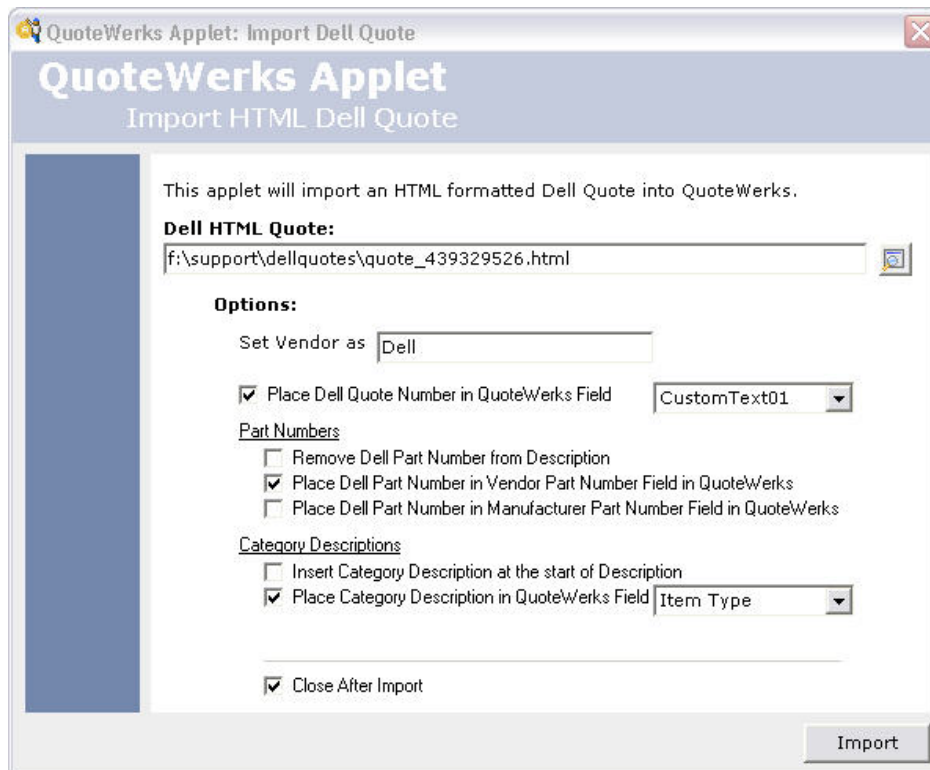 QuoteWerks Applet: Import Dell Quote
QuoteWerks Applet
Import HTML Dell Quote
This applet will import an HTML formatted Dell Quote into QuoteWerks.
Dell HTML Quote:
f:\support\dellquotes\quote_439329526.html
Options:
Set Vendor as Dell
Place Dell Quote Number in QuoteWerks Field CustomText01
Part Numbers
Remove Dell Part Number from Description
Place Dell Part Number in Vendor Part Number Field in QuoteWerks
Place Dell Part Number in Manufacturer Part Number Field in QuoteWerks
Category Descriptions
Insert Category Description at the start of Description
Place Category Description in QuoteWerks Field Item Type
Close After Import
Import